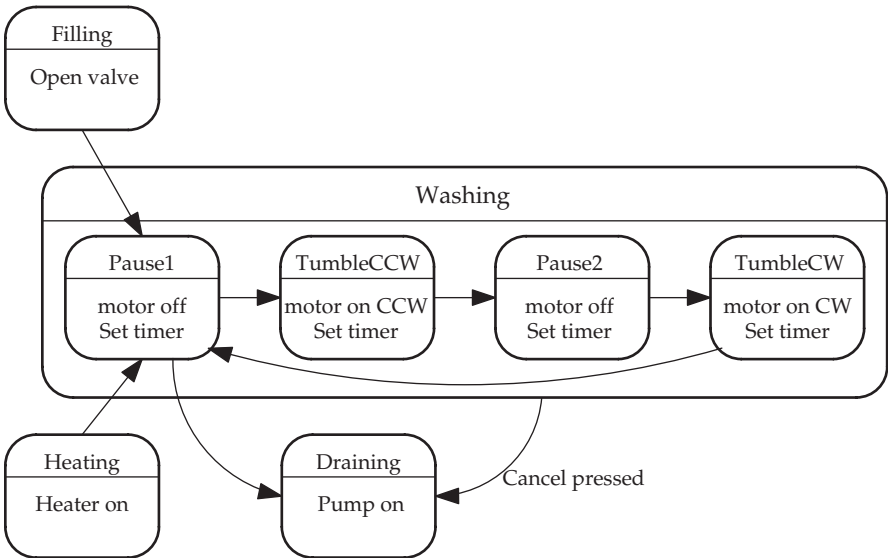 Filling
Open valve
Washing
Pause1
motor off
Set timer
TumbleCCW
motor on CCW
Set timer
Pause2
motor off
Set timer
TumbleCW
motor on CW
Set timer
Heating
Heater on
Draining
Pump on
Cancel pressed